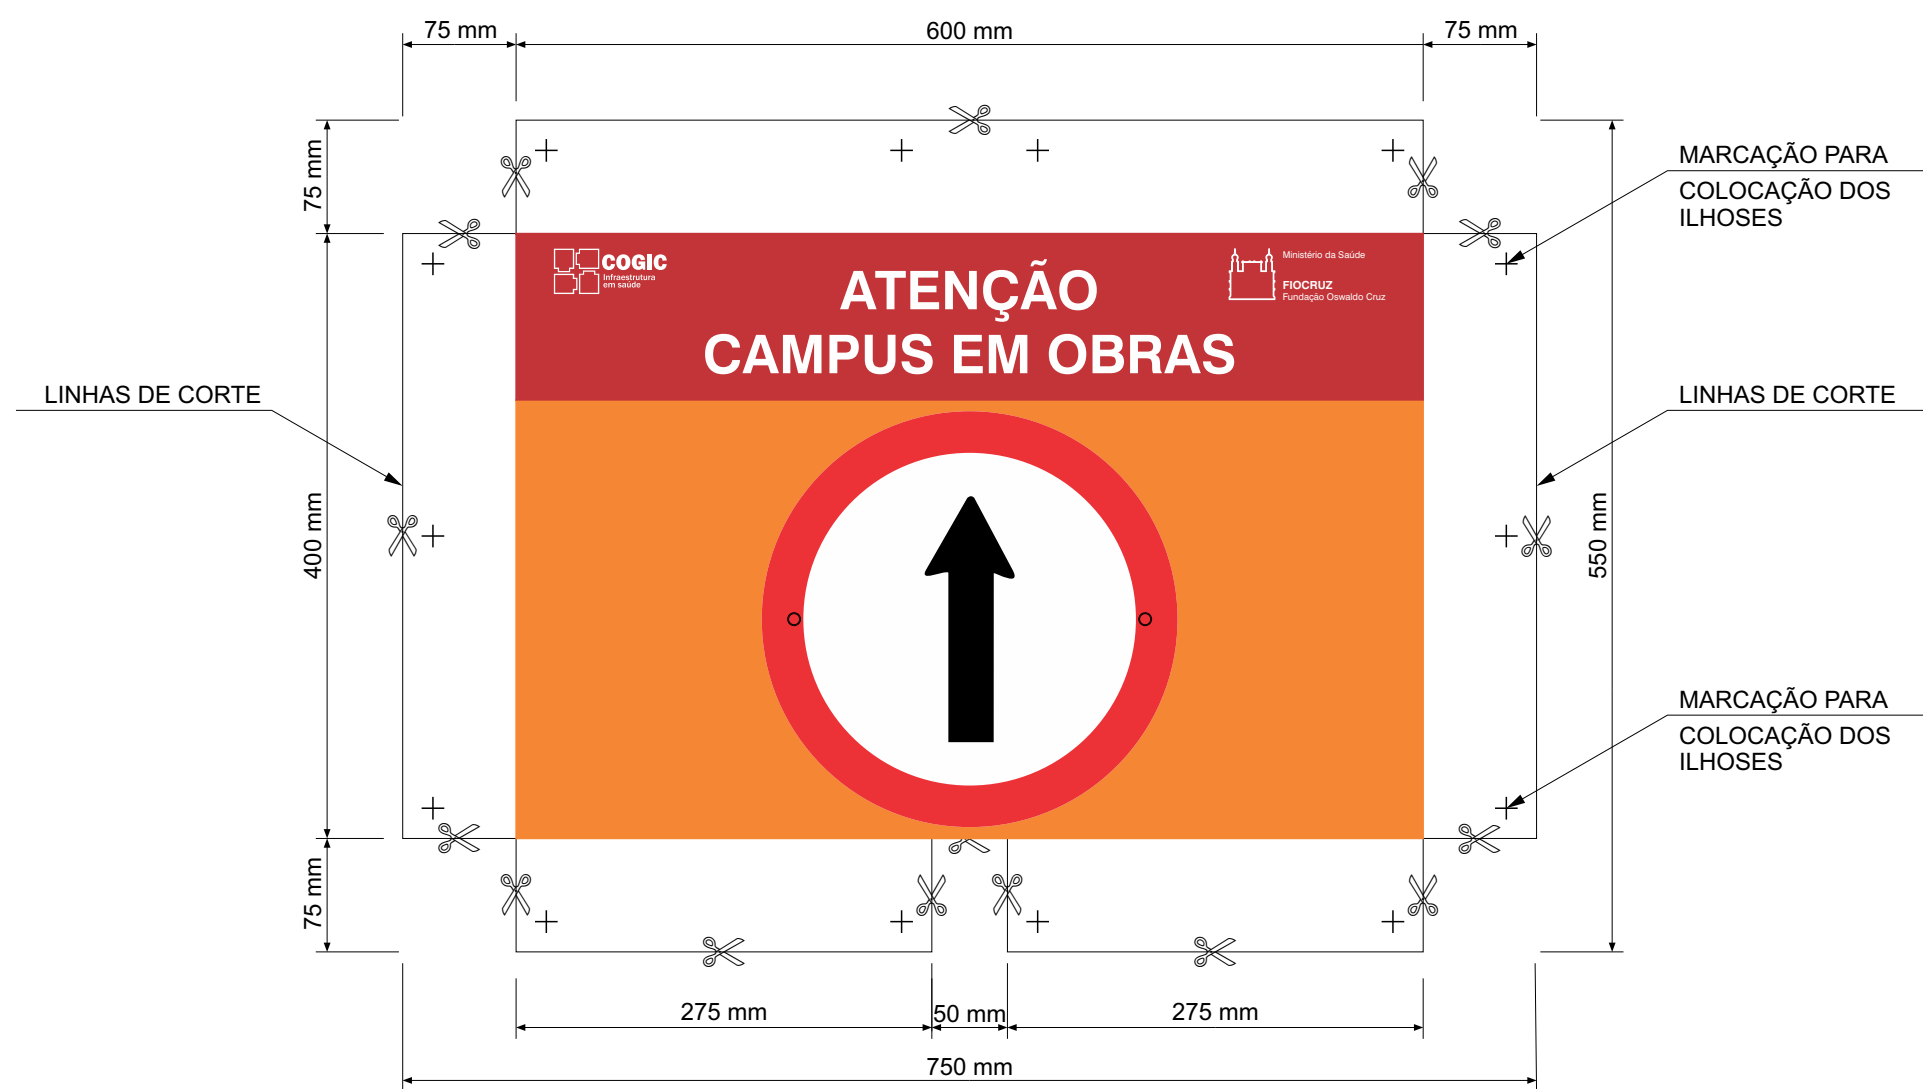 75 mm
600 mm
75 mm
75 mm
MARCAÇÃO PARA
COLOCAÇÃO DOS
ILHOSES
COGIC
Infraestrutura
em saúde
ATENÇÃO
CAMPUS EM OBRAS
Ministério da Saúde
FIOCRUZ
Fundação Oswaldo Cruz
LINHAS DE CORTE
LINHAS DE CORTE
400 mm
550 mm
MARCAÇÃO PARA
COLOCAÇÃO DOS
ILHOSES
75 mm
275 mm
50 mm
275 mm
750 mm